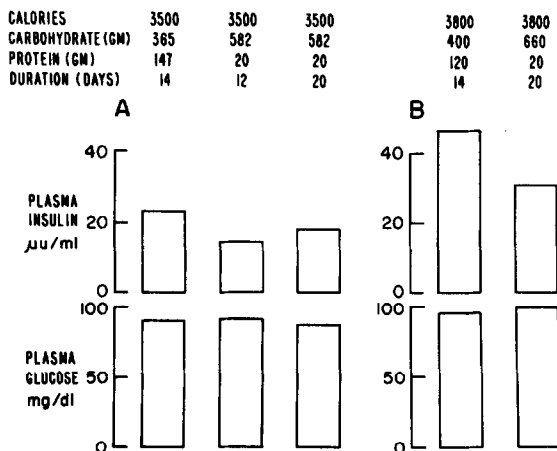 CALORIES 3500 3500 3500 3800 3800
CARBOHYDRATE (GM) 365 582 582 400 660
PROTEIN (GM) 147 20 20 120 20
DURATION (DAYS) 14 12 20 14 20
A B
40 40
PLASMA
INSULIN 20 20
µu/ml
0 0
100 100
PLASMA
GLUCOSE 50 50
mg/dl
0 0